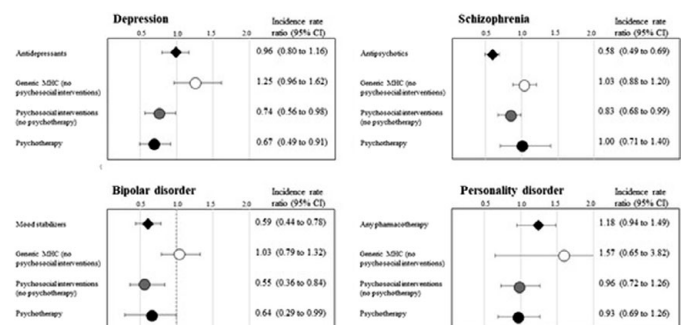 Depression
Incidence rate
ratio (95% CI)
0.5 1.0 1.5 2.0
Antidepressants
0.96 (0.80 to 1.16)
Generic MHC (no
psychosocial interventions)
1.25 (0.96 to 1.62)
Psychosocial interventions
(no psychotherapy)
0.74 (0.56 to 0.98)
Psychotherapy
0.67 (0.49 to 0.91)
Schizophrenia
Incidence rate
ratio (95% CI)
0.5 1.0 1.5 2.0
Antipsychotics
0.58 (0.49 to 0.69)
Generic MHC (no
psychosocial interventions)
1.03 (0.88 to 1.20)
Psychosocial interventions
(no psychotherapy)
0.83 (0.68 to 0.99)
Psychotherapy
1.00 (0.71 to 1.40)
Bipolar disorder
Incidence rate
ratio (95% CI)
0.5 1.0 1.5 2.0
Mood stabilizers
0.59 (0.44 to 0.78)
Generic MHC (no
psychosocial interventions)
1.03 (0.79 to 1.32)
Psychosocial interventions
(no psychotherapy)
0.55 (0.36 to 0.84)
Psychotherapy
0.64 (0.29 to 0.99)
Personality disorder
Incidence rate
ratio (95% CI)
0.5 1.0 1.5 2.0
Any pharmacotherapy
1.18 (0.94 to 1.49)
Generic MHC (no
psychosocial interventions)
1.57 (0.65 to 3.82)
Psychosocial interventions
(no psychotherapy)
0.96 (0.72 to 1.26)
Psychotherapy
0.93 (0.69 to 1.26)